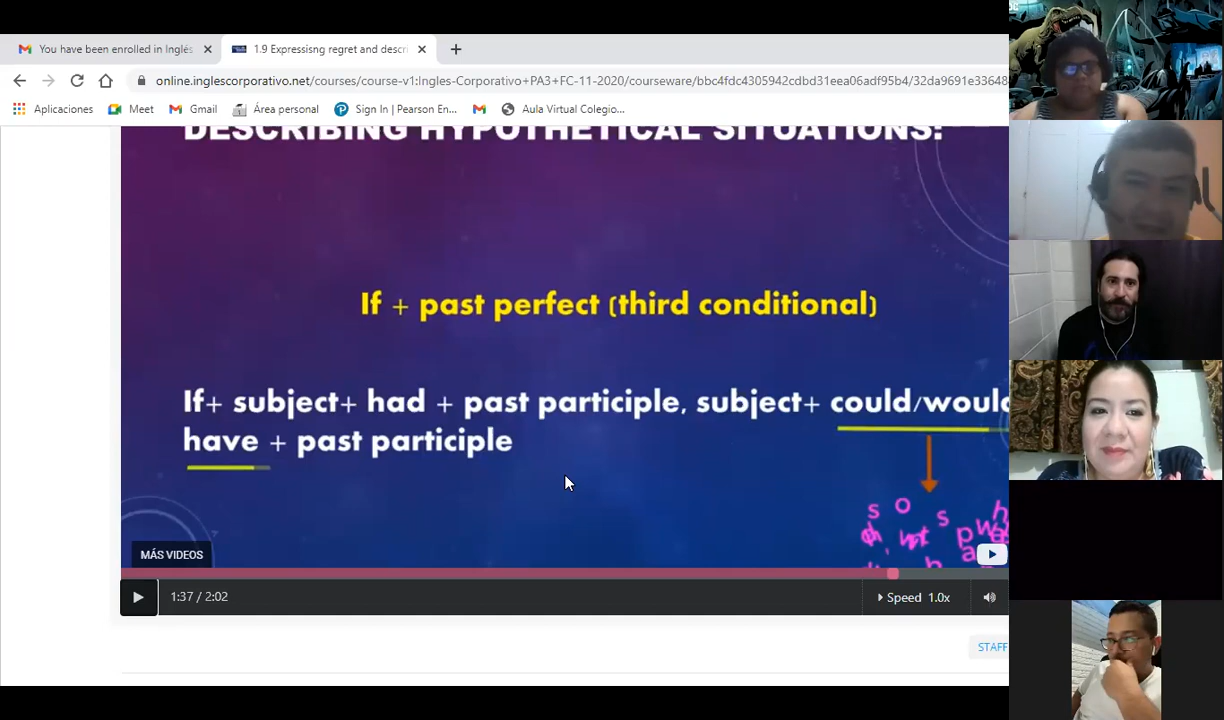 You have been enrolled in Inglés
1.9 Expressisng regret and descri
online.inglescorporativo.net/courses/course-v1:Ingles-Corporativo+PA3+FC-11-2020/courseware/bbc4fdc4305942cdbd31eea06adf95b4/32da9691e33648
Aplicaciones
Meet
Gmail
Área personal
Sign In | Pearson En...
Aula Virtual Colegio...
DESCRIBING HYPOTHETICAL SITUATIONS:
If + past perfect (third conditional)
If+ subject+ had + past participle, subject+ could/would
have + past participle
MÁS VIDEOS
1:37 / 2:02
Speed 1.0x
STAFF